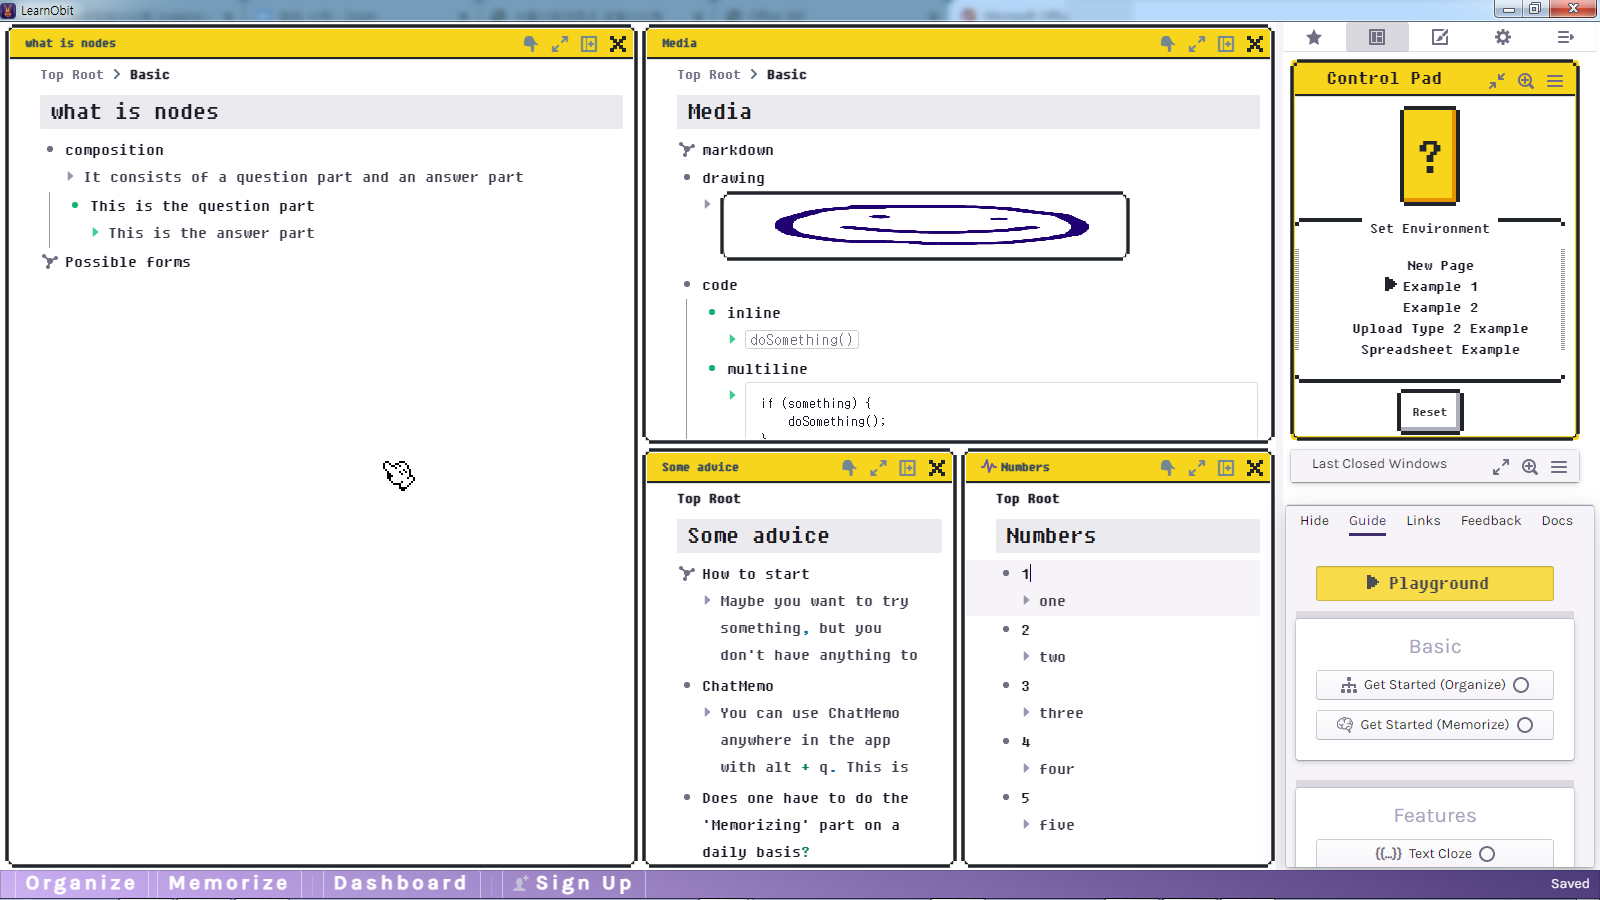 LearnObit
what is nodes
Top Root > Basic
what is nodes
composition
It consists of a question part and an answer part
This is the question part
This is the answer part
Possible forms
Media
Top Root > Basic
Media
markdown
drawing
code
inline
doSomething()
multiline
if (something) {
doSomething();
}
Some advice
Top Root
Some advice
How to start
Maybe you want to try
something, but you
don't have anything to
ChatMemo
You can use ChatMemo
anywhere in the app
with alt + q. This is
Does one have to do the
'Memorizing' part on a
daily basis?
Numbers
Top Root
Numbers
1
one
2
two
3
three
4
four
5
five
Control Pad
?
Set Environment
New Page
Example 1
Example 2
Upload Type 2 Example
Spreadsheet Example
Reset
Last Closed Windows
Hide Guide Links Feedback Docs
Playground
Basic
Get Started (Organize)
Get Started (Memorize)
Features
{{...}} Text Cloze
Organize Memorize Dashboard Sign Up Saved